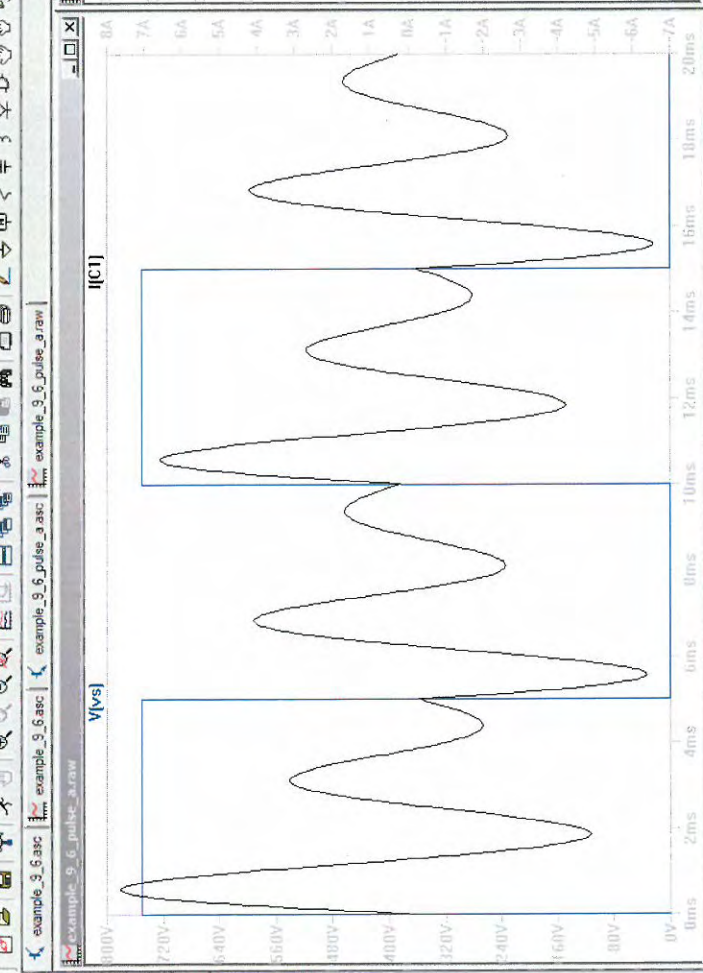 example_9_6.asc
example_9_6.asc
example_9_6_pulse_a.asc
example_9_6_pulse_a.raw
example_9_6_pulse_a.raw
V(vs)
I(C1)
800V
720V
640V
560V
480V
400V
320V
240V
160V
80V
0V
8A
7A
6A
4A
3A
2A
1A
0A
-1A
-2A
-3A
-5A
-6A
-7A
0ms
2ms
4ms
6ms
8ms
10ms
12ms
14ms
16ms
18ms
20ms